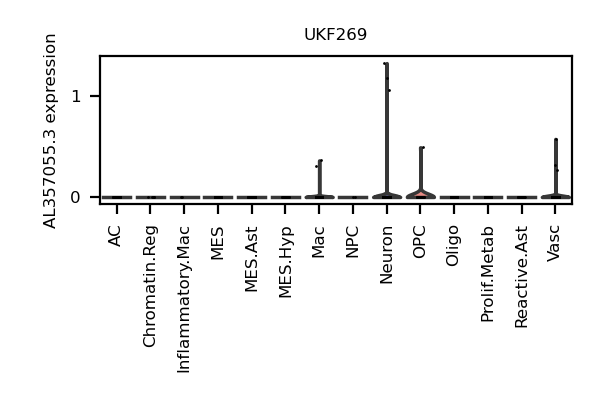 UKF269
AL357055.3 expression
1
0
AC
Chromatin.Reg
Inflammatory.Mac
MES
MES.Ast
MES.Hyp
Mac
NPC
Neuron
OPC
Oligo
Prolif.Metab
Reactive.Ast
Vasc